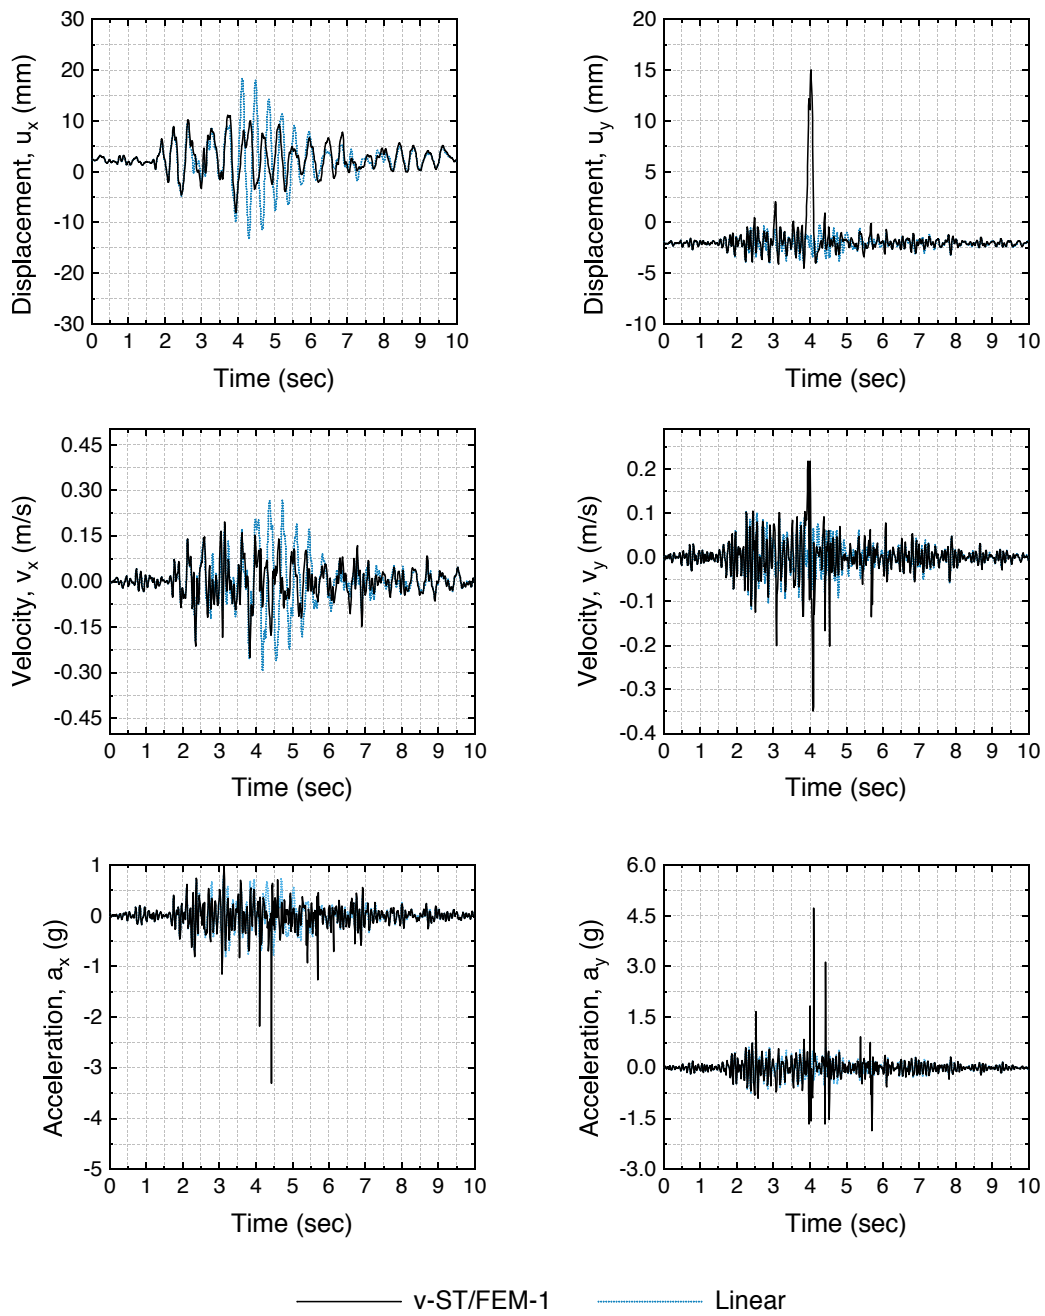 30
20
10
0
-10
-20
-30
Displacement, u_x (mm)
0 1 2 3 4 5 6 7 8 9 10
Time (sec)
20
15
10
5
0
-5
-10
Displacement, u_y (mm)
0 1 2 3 4 5 6 7 8 9 10
Time (sec)
0.45
0.30
0.15
0.00
-0.15
-0.30
-0.45
Velocity, v_x (m/s)
0 1 2 3 4 5 6 7 8 9 10
Time (sec)
0.2
0.1
0.0
-0.1
-0.2
-0.3
-0.4
Velocity, v_y (m/s)
0 1 2 3 4 5 6 7 8 9 10
Time (sec)
1
0
-1
-2
-3
-4
-5
Acceleration, a_x (g)
0 1 2 3 4 5 6 7 8 9 10
Time (sec)
6.0
4.5
3.0
1.5
0.0
-1.5
-3.0
Acceleration, a_y (g)
0 1 2 3 4 5 6 7 8 9 10
Time (sec)
v-ST/FEM-1 Linear